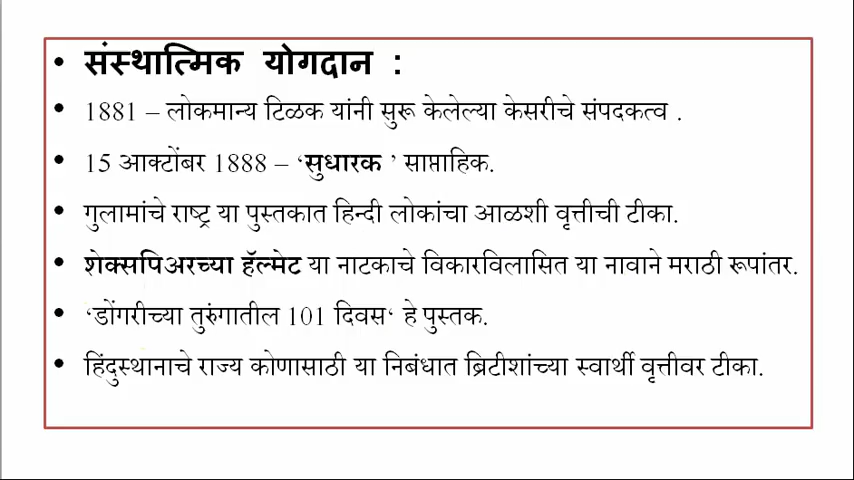 • संस्थात्मिक योगदान :
• 1881 – लोकमान्य टिळक यांनी सुरू केलेल्या केसरीचे संपदकत्व .
• 15 आक्टोंबर 1888 – ‘सुधारक ’ साप्ताहिक.
• गुलामांचे राष्ट्र या पुस्तकात हिन्दी लोकांचा आळशी वृत्तीची टीका.
• शेक्सपिअरच्या हॅल्मेट या नाटकाचे विकारविलासित या नावाने मराठी रूपांतर.
• ‘डोंगरीच्या तुरुंगातील 101 दिवस‘ हे पुस्तक.
• हिंदुस्थानाचे राज्य कोणासाठी या निबंधात ब्रिटीशांच्या स्वार्थी वृत्तीवर टीका.